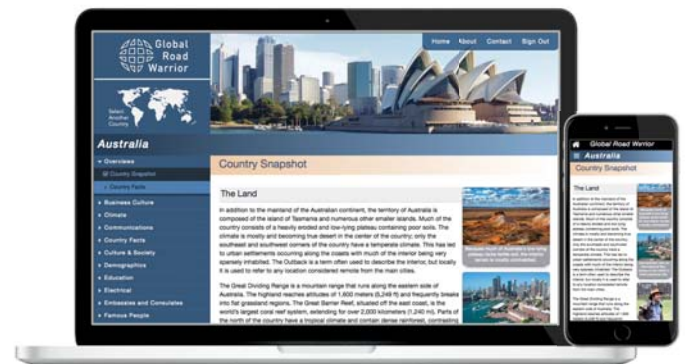 Global
Road
Warrior
Home About Contact Sign Out
Select
Another
Country
Australia
Overviews
Country Snapshot
Country Facts
Business Culture
Climate
Communications
Country Facts
Culture & Society
Demographics
Education
Electrical
Embassies and Consulates
Famous People
Country Snapshot
The Land
In addition to the mainland of the Australian continent, the territory of Australia is
composed of the island of Tasmania and numerous other smaller islands. Much of the
country consists of a heavily eroded and low-lying plateau containing poor soils. The
climate is mostly and becoming true desert in the center of the country; only the
southeast and southwest corners of the country have a temperate climate. This has led
to urban settlements occurring along the coasts with much of the interior being very
sparsely inhabited. The Outback is a term often used to describe the interior, but locally
it is used to refer to any location considered remote from the main cities.
The Great Dividing Range is a mountain range that runs along the eastern side of
Australia. The highland reaches altitudes of 1,600 meters (5,249 ft) and frequently breaks
into flat grassland regions. The Great Barrier Reef, situated off the east coast, is the
world's largest coral reef system, extending for over 2,000 kilometers (1,240 mi). Parts of
the north of the country have a tropical climate and contain dense rainforest, contrasting
Global Road Warrior
Australia
Country Snapshot
The Land